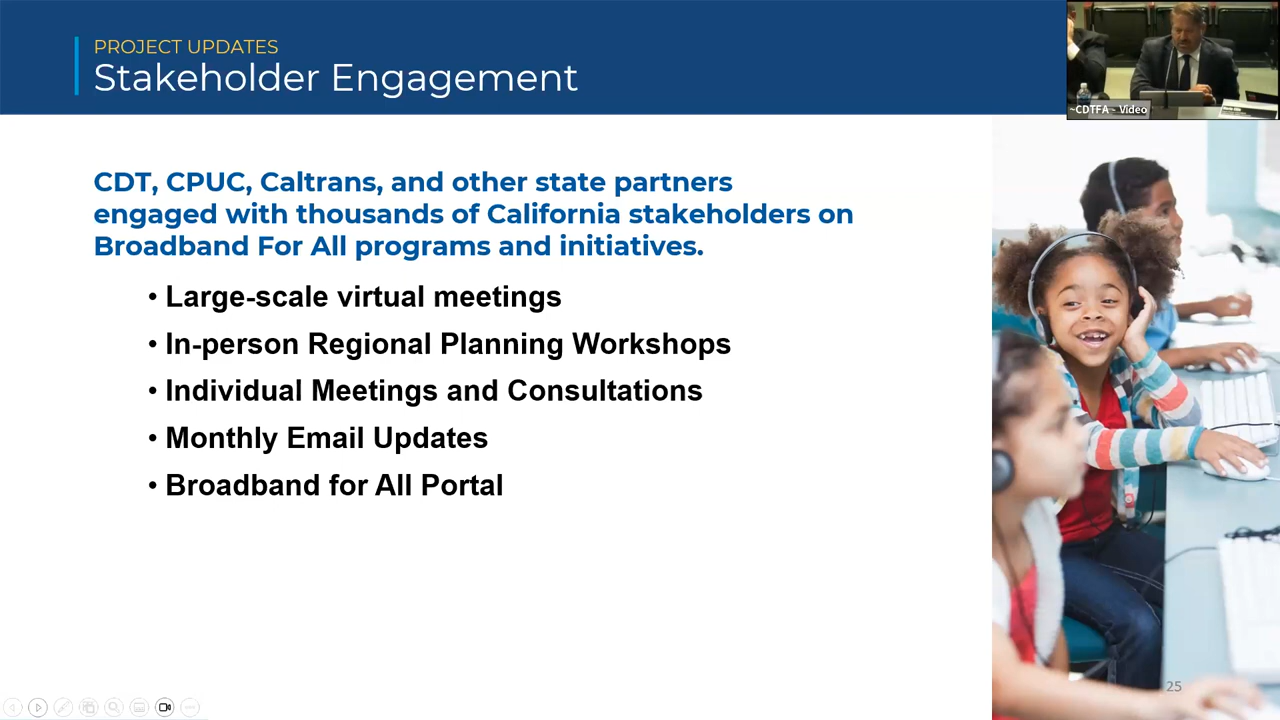 PROJECT UPDATES
Stakeholder Engagement
~CDTFA - Video
CDT, CPUC, Caltrans, and other state partners
engaged with thousands of California stakeholders on
Broadband For All programs and initiatives.
• Large-scale virtual meetings
• In-person Regional Planning Workshops
• Individual Meetings and Consultations
• Monthly Email Updates
• Broadband for All Portal
25